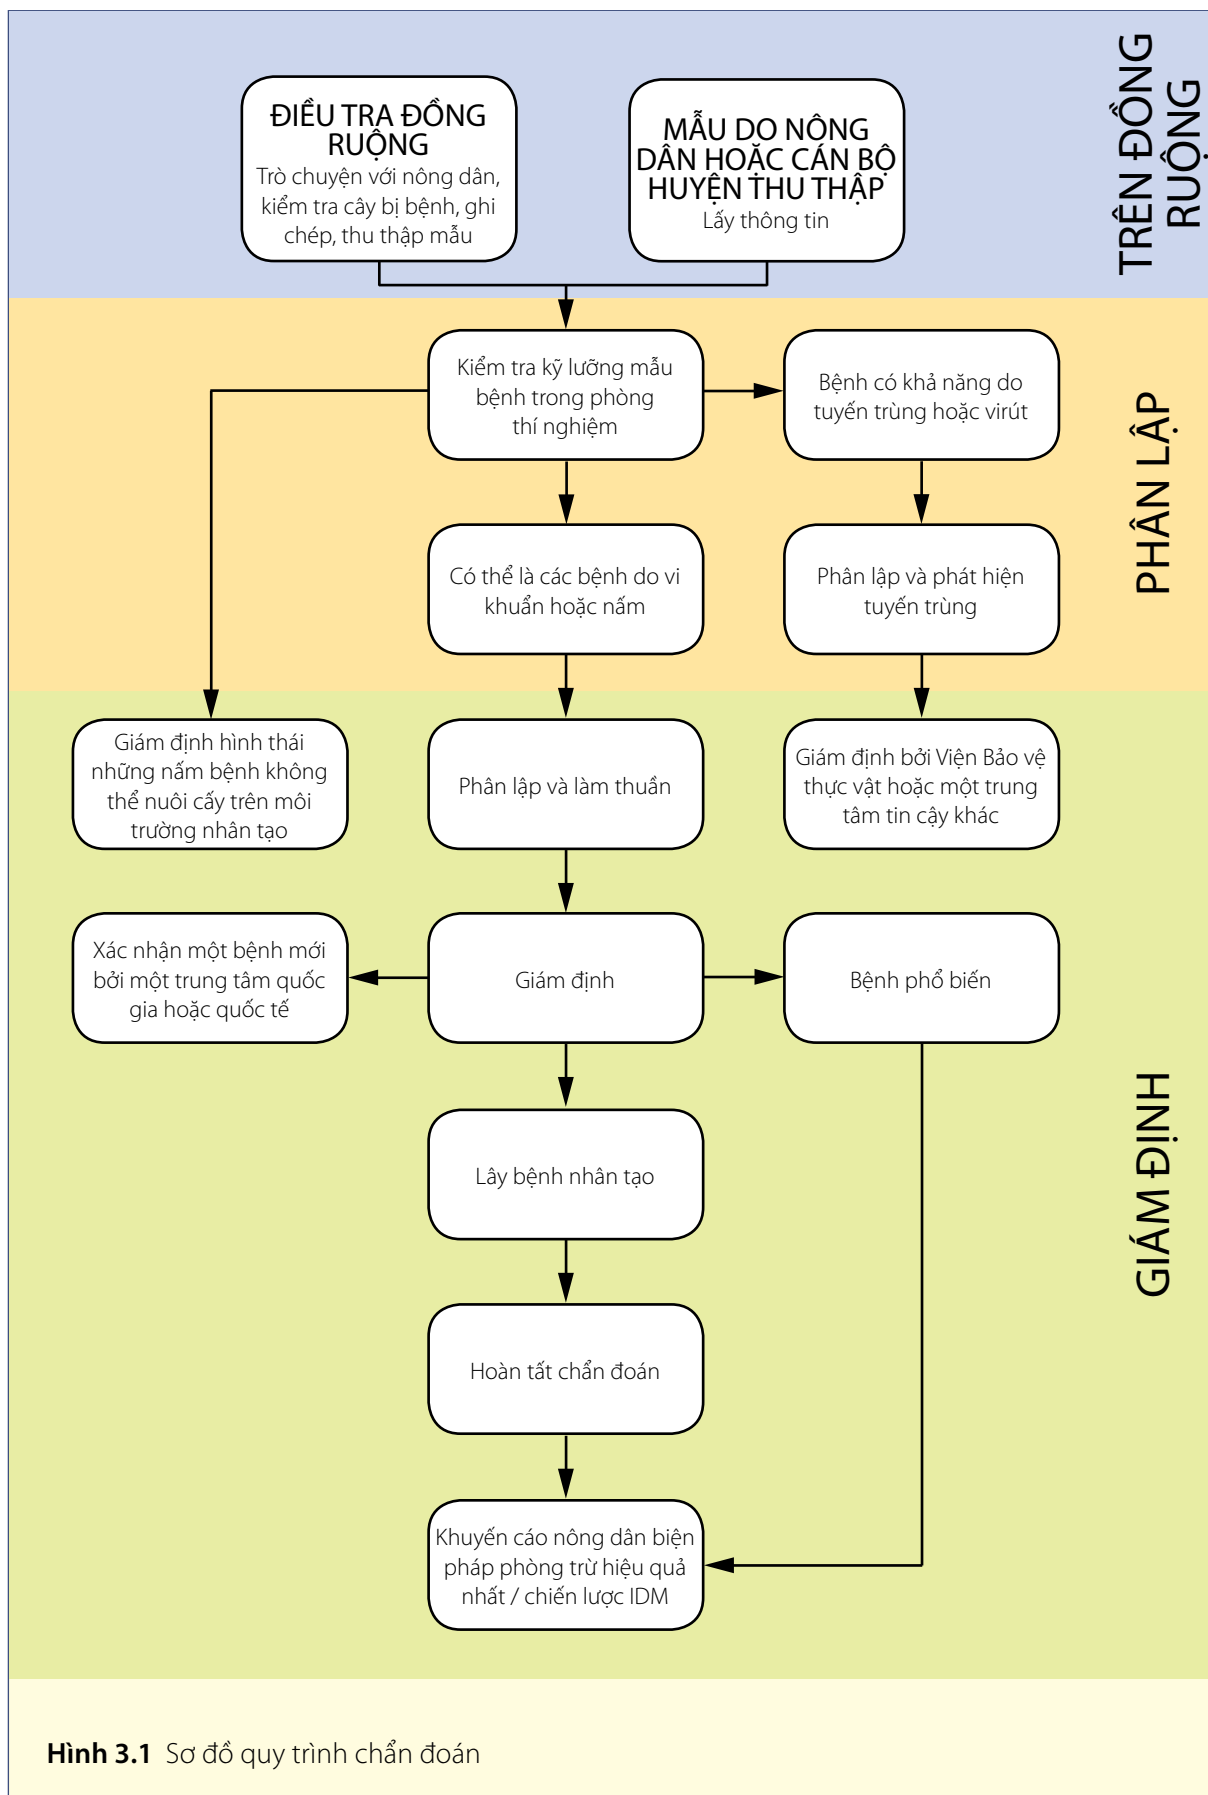 ĐIỀU TRA ĐỒNG
RUỘNG
Trò chuyện với nông dân,
kiểm tra cây bị bệnh, ghi
chép, thu thập mẫu
MẪU DO NÔNG
DÂN HOẶC CÁN BỘ
HUYỆN THU THẬP
Lấy thông tin
TRÊN ĐỒNG
RUỘNG
Kiểm tra kỹ lưỡng mẫu
bệnh trong phòng
thí nghiệm
Bệnh có khả năng do
tuyến trùng hoặc virút
Có thể là các bệnh do vi
khuẩn hoặc nấm
Phân lập và phát hiện
tuyến trùng
PHÂN LẬP
Giám định hình thái
những nấm bệnh không
thể nuôi cấy trên môi
trường nhân tạo
Phân lập và làm thuần
Giám định bởi Viện Bảo vệ
thực vật hoặc một trung
tâm tin cậy khác
Xác nhận một bệnh mới
bởi một trung tâm quốc
gia hoặc quốc tế
Giám định
Bệnh phổ biến
Lây bệnh nhân tạo
GIÁM ĐỊNH
Hoàn tất chẩn đoán
Khuyến cáo nông dân biện
pháp phòng trừ hiệu quả
nhất / chiến lược IDM
Hình 3.1 Sơ đồ quy trình chẩn đoán